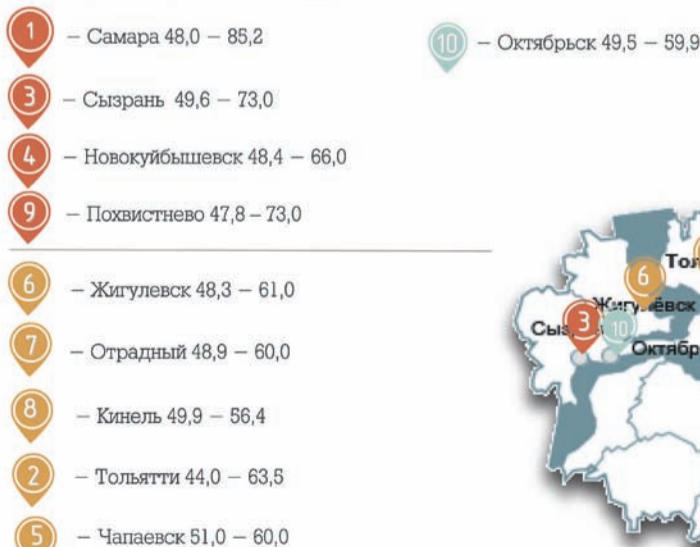 1 – Самара 48,0 – 85,2
3 – Сызрань 49,6 – 73,0
4 – Новокуйбышевск 48,4 – 66,0
9 – Похвистнево 47,8 – 73,0
6 – Жигулевск 48,3 – 61,0
7 – Отрадный 48,9 – 60,0
8 – Кинель 49,9 – 56,4
2 – Тольятти 44,0 – 63,5
5 – Чапаевск 51,0 – 60,0
10 – Октябрьск 49,5 – 59,9
6
Жигулёвск
3
10